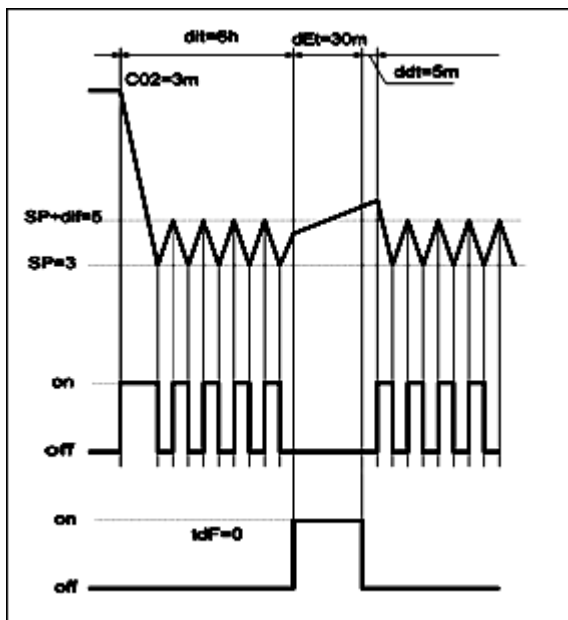 dit=6h
dEt=30m
C02=3m
ddt=5m
SP+dif=5
SP=3
on
off
on
tdF=0
off